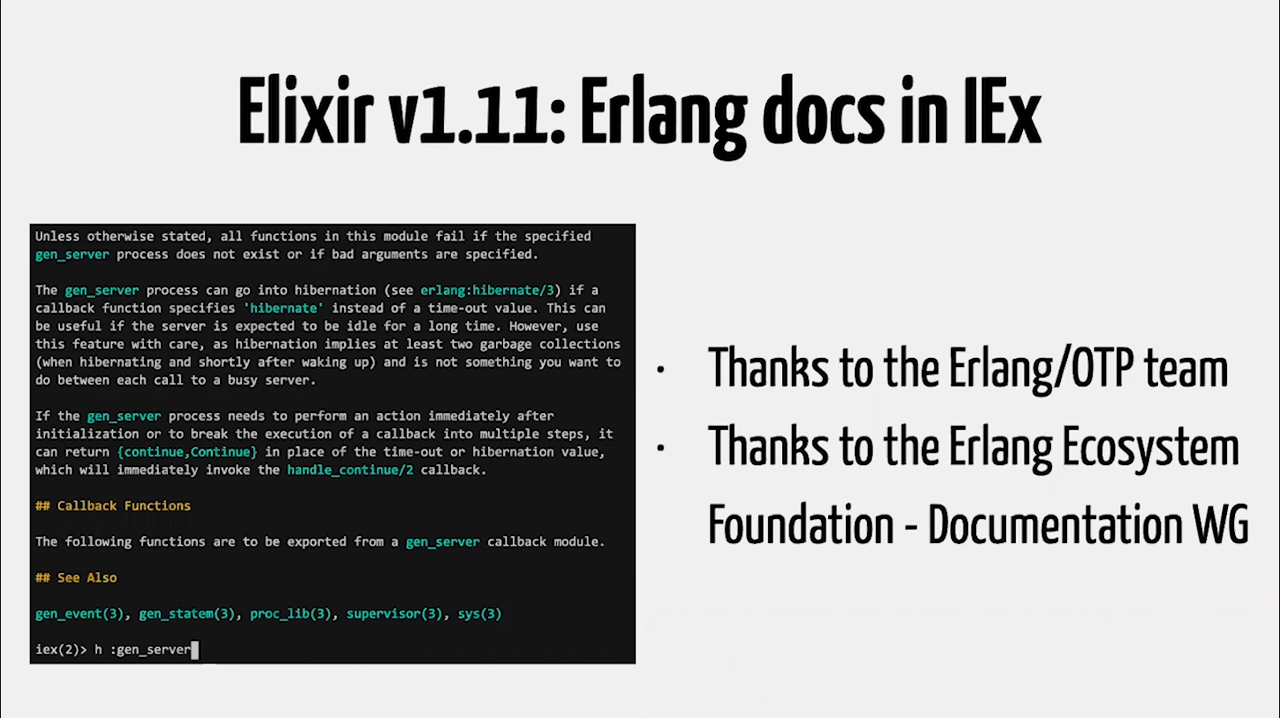 Elixir v1.11: Erlang docs in IEx
Unless otherwise stated, all functions in this module fail if the specified
gen_server process does not exist or if bad arguments are specified.
The gen_server process can go into hibernation (see erlang:hibernate/3) if a
callback function specifies 'hibernate' instead of a time-out value. This can
be useful if the server is expected to be idle for a long time. However, use
this feature with care, as hibernation implies at least two garbage collections
(when hibernating and shortly after waking up) and is not something you want to
do between each call to a busy server.
If the gen_server process needs to perform an action immediately after
initialization or to break the execution of a callback into multiple steps, it
can return {continue,Continue} in place of the time-out or hibernation value,
which will immediately invoke the handle_continue/2 callback.
## Callback Functions
The following functions are to be exported from a gen_server callback module.
## See Also
gen_event(3), gen_statem(3), proc_lib(3), supervisor(3), sys(3)
iex(2)> h :gen_server
· Thanks to the Erlang/OTP team
· Thanks to the Erlang Ecosystem
Foundation - Documentation WG